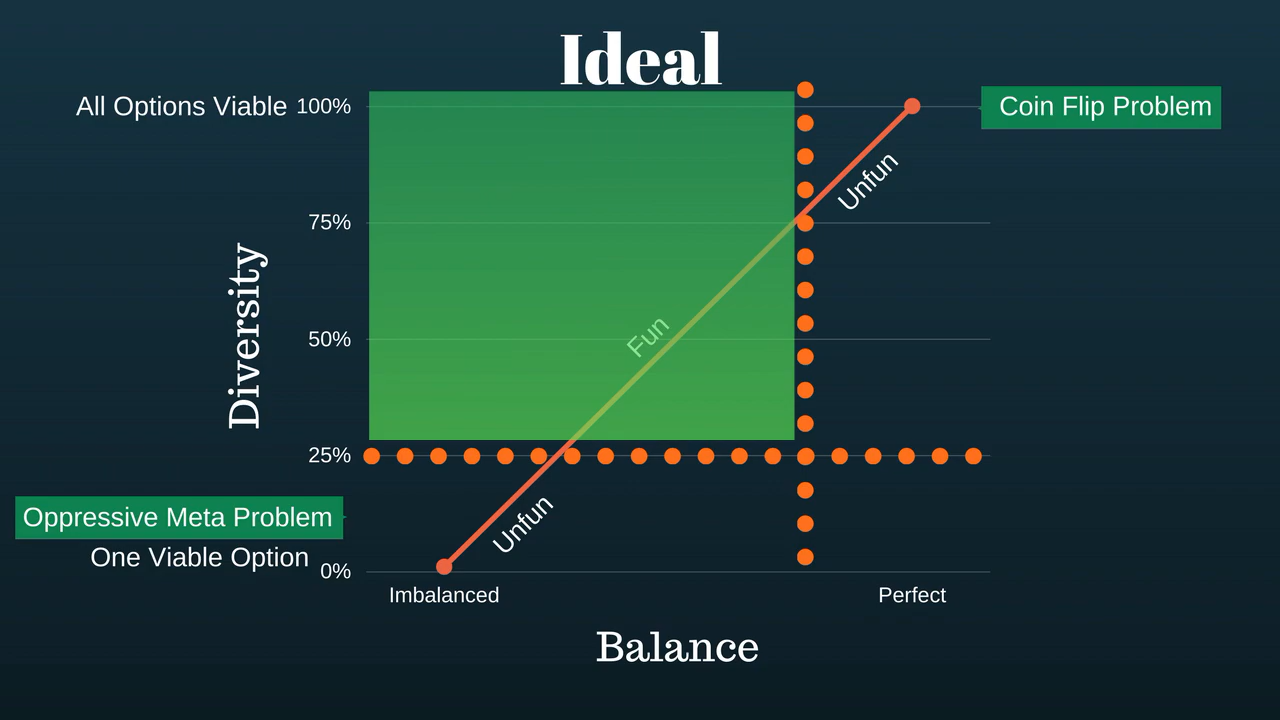 Ideal
All Options Viable 100%
Coin Flip Problem
Unfun
75%
Diversity
Fun
50%
25%
Oppressive Meta Problem
Unfun
One Viable Option
0%
Imbalanced
Perfect
Balance